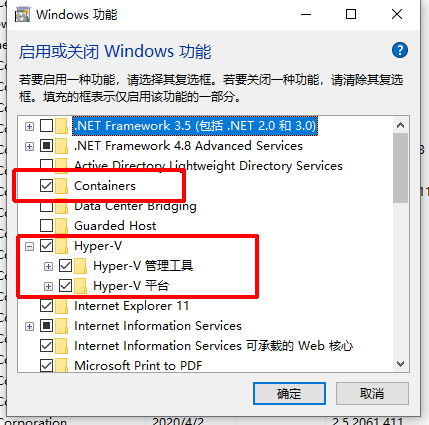 Windows 功能
启用或关闭 Windows 功能
若要启用一种功能，请选择其复选框。若要关闭一种功能，请清除其复选
框。填充的框表示仅启用该功能的一部分。
.NET Framework 3.5 (包括 .NET 2.0 和 3.0)
.NET Framework 4.8 Advanced Services
Active Directory Lightweight Directory Services
Containers
Data Center Bridging
Guarded Host
Hyper-V
Hyper-V 管理工具
Hyper-V 平台
Internet Explorer 11
Internet Information Services
Internet Information Services 可承载的 Web 核心
Microsoft Print to PDF
确定
取消
Corporation 2020/4/2 2.5.2061.411